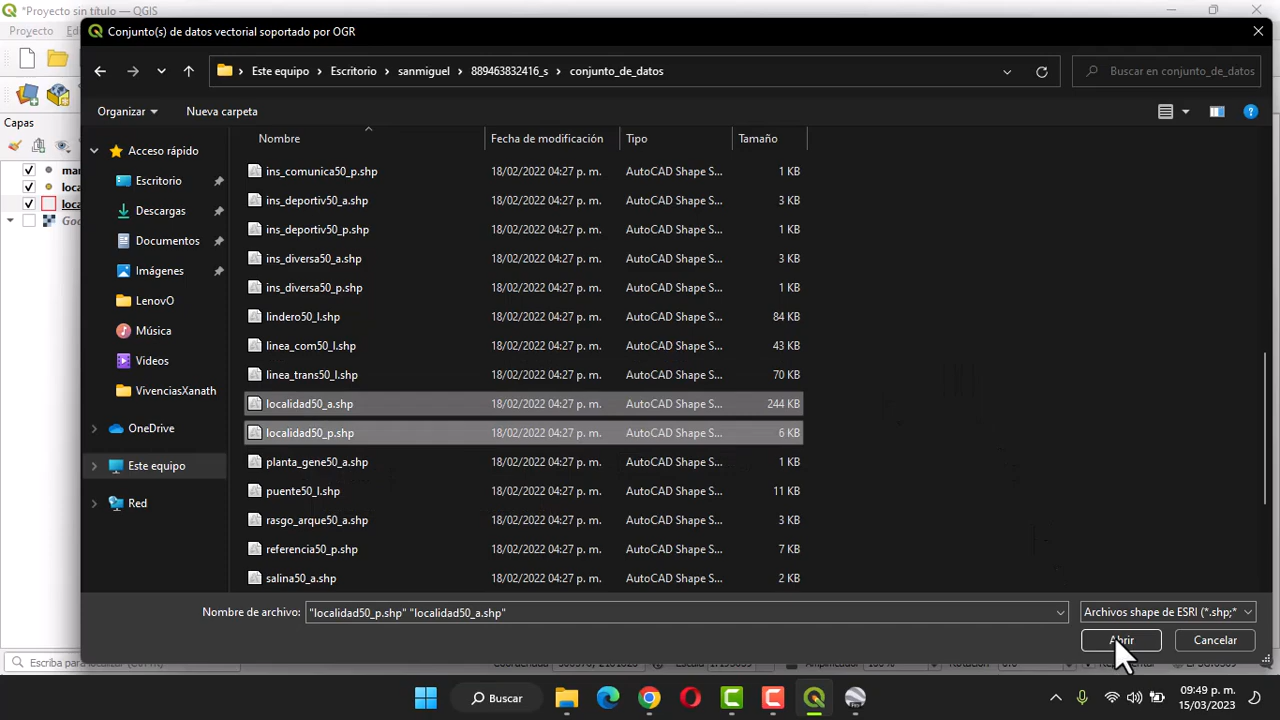 *Proyecto sin título — QGIS
Conjunto(s) de datos vectorial soportado por OGR
Proyecto
Este equipo
Escritorio
sanmiguel
889463832416_s
conjunto_de_datos
Buscar en conjunto_de_datos
Organizar
Nueva carpeta
Capas
Nombre
Fecha de modificación
Tipo
Tamaño
Acceso rápido
Escritorio
Descargas
Documentos
Imágenes
LenovO
Música
Videos
VivenciasXanath
OneDrive
Este equipo
Red
ins_comunica50_p.shp 18/02/2022 04:27 p. m. AutoCAD Shape S... 1 KB
ins_deportiv50_a.shp 18/02/2022 04:27 p. m. AutoCAD Shape S... 3 KB
ins_deportiv50_p.shp 18/02/2022 04:27 p. m. AutoCAD Shape S... 1 KB
ins_diversa50_a.shp 18/02/2022 04:27 p. m. AutoCAD Shape S... 3 KB
ins_diversa50_p.shp 18/02/2022 04:27 p. m. AutoCAD Shape S... 1 KB
lindero50_l.shp 18/02/2022 04:27 p. m. AutoCAD Shape S... 84 KB
linea_com50_l.shp 18/02/2022 04:27 p. m. AutoCAD Shape S... 43 KB
linea_trans50_l.shp 18/02/2022 04:27 p. m. AutoCAD Shape S... 70 KB
localidad50_a.shp 18/02/2022 04:27 p. m. AutoCAD Shape S... 244 KB
localidad50_p.shp 18/02/2022 04:27 p. m. AutoCAD Shape S... 6 KB
planta_gene50_a.shp 18/02/2022 04:27 p. m. AutoCAD Shape S... 1 KB
puente50_l.shp 18/02/2022 04:27 p. m. AutoCAD Shape S... 11 KB
rasgo_arque50_a.shp 18/02/2022 04:27 p. m. AutoCAD Shape S... 3 KB
referencia50_p.shp 18/02/2022 04:27 p. m. AutoCAD Shape S... 7 KB
salina50_a.shp 18/02/2022 04:27 p. m. AutoCAD Shape S... 2 KB
Nombre de archivo:
"localidad50_p.shp" "localidad50_a.shp"
Archivos shape de ESRI (*.shp;*
Abrir
Cancelar
Buscar
09:49 p. m.
15/03/2023